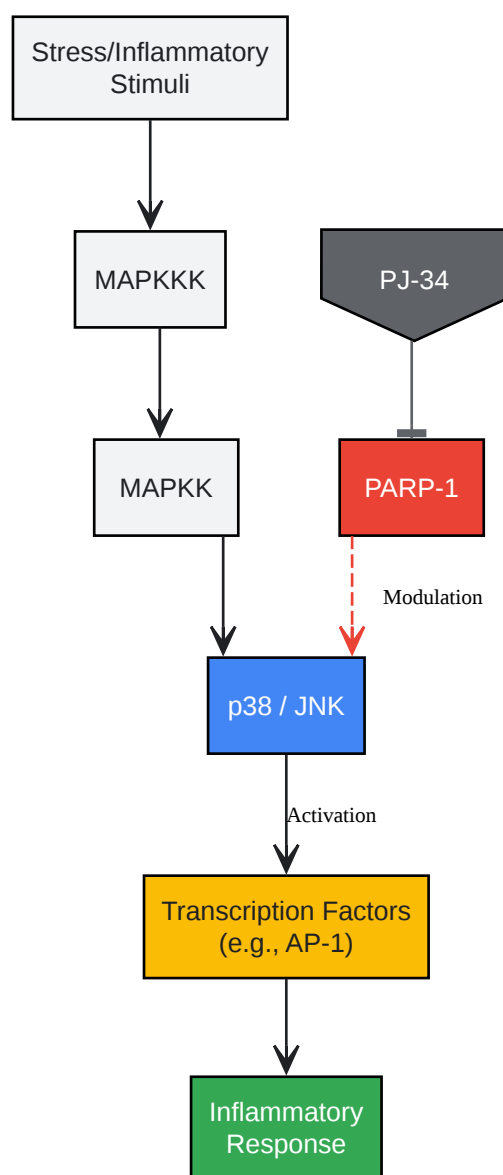 Stress/Inflammatory
Stimuli
MAPKKK
PJ-34
MAPKK
PARP-1
Modulation
p38 / JNK
Activation
Transcription Factors
(e.g., AP-1)
Inflammatory
Response